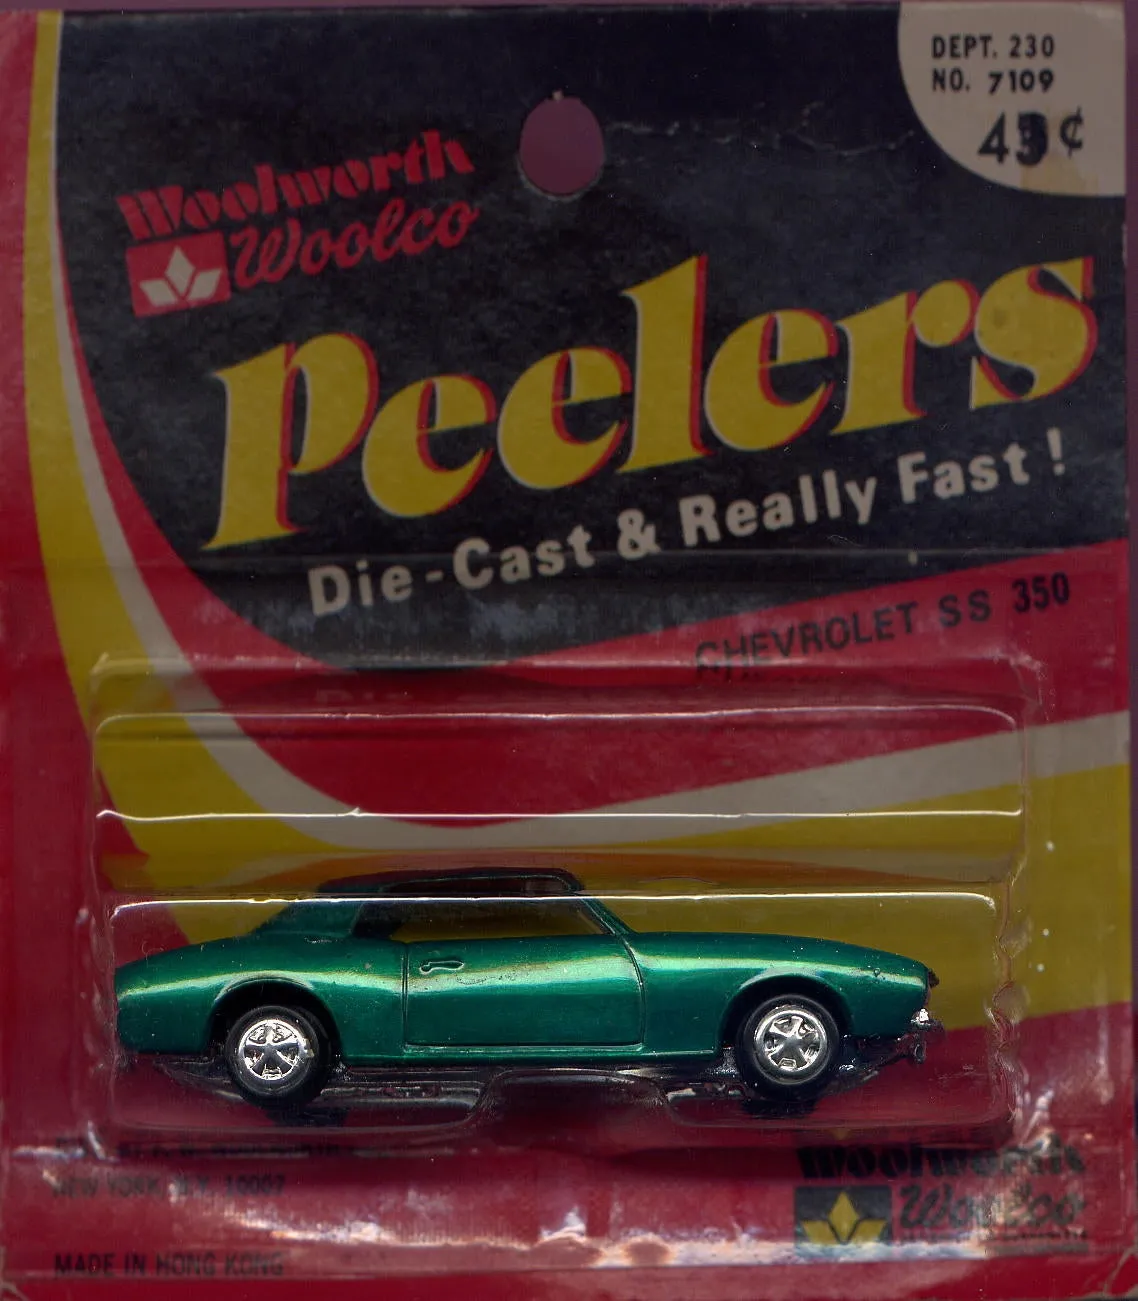 DEPT. 230
NO. 7109
¢
Woolworth
Woolco
Peelers
Die-Cast & Really Fast!
CHEVROLET SS 350
F. W. WOOLWORTH
NEW YORK, N.Y. 10007
MADE IN HONG KONG
Woolworth
Woolco